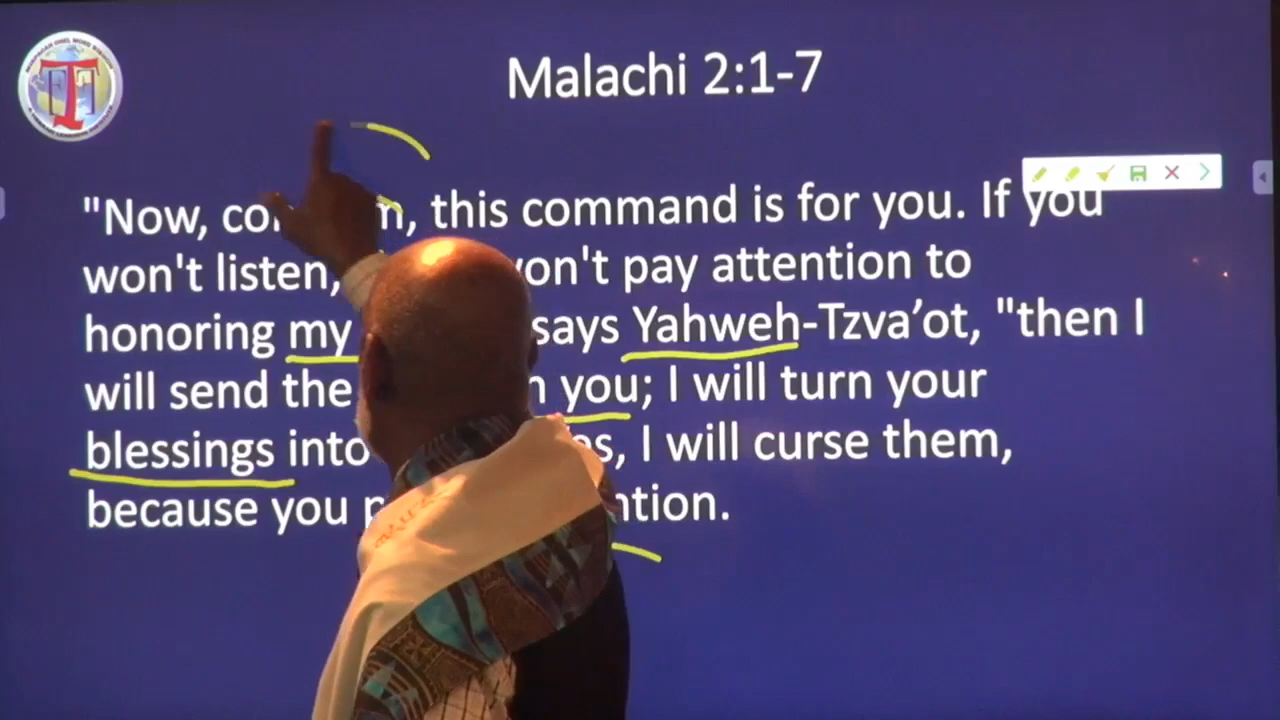 Malachi 2:1-7
"Now, this command is for you. If you
won't listen, won't pay attention to
honoring my says Yahweh-Tzva’ot, "then I
will send the you; I will turn your
blessings into I will curse them,
because you